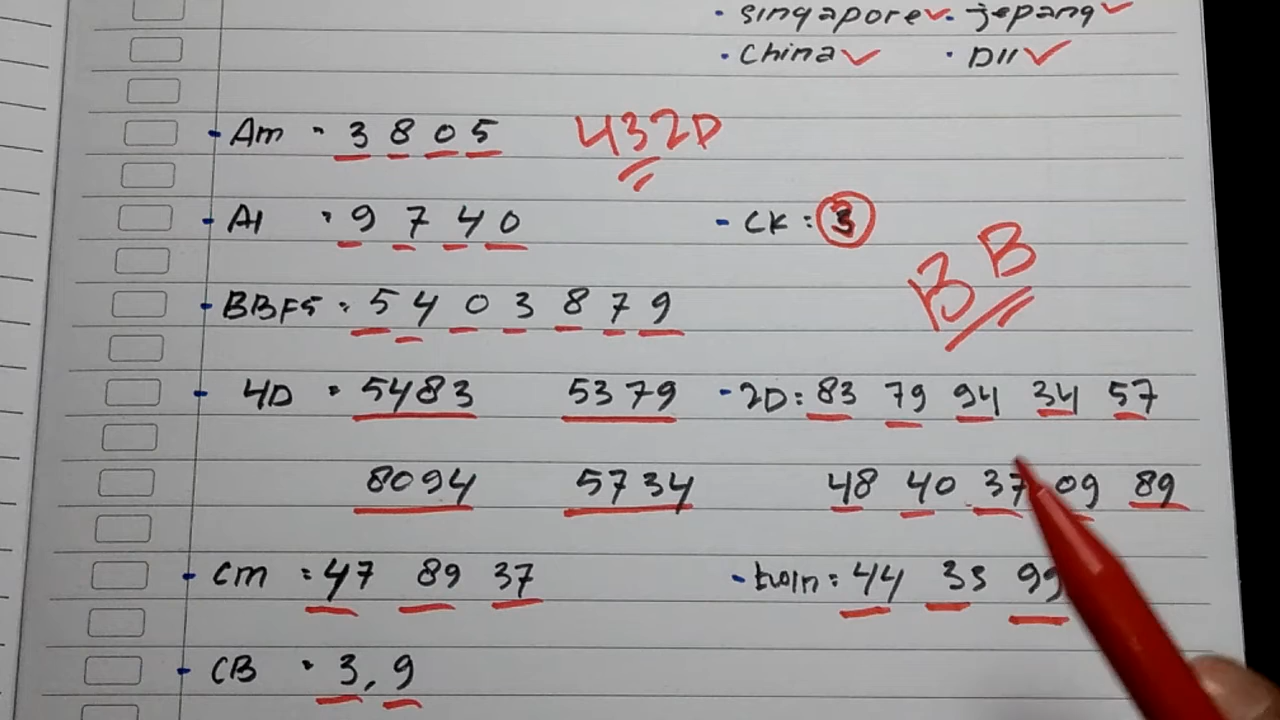 · singapore ✓ · jepang ✓
· China ✓ · Dll ✓
- Am = 3 8 0 5 432D
- AI = 9 7 4 0 - CK : 3
BB
- BBFS = 5 4 0 3 8 7 9
- 4D = 5483 5379 - 2D: 83 79 94 34 57
8094 5734 48 40 37 09 89
- CM = 47 89 37 - twin = 44 33 99
- CB = 3, 9